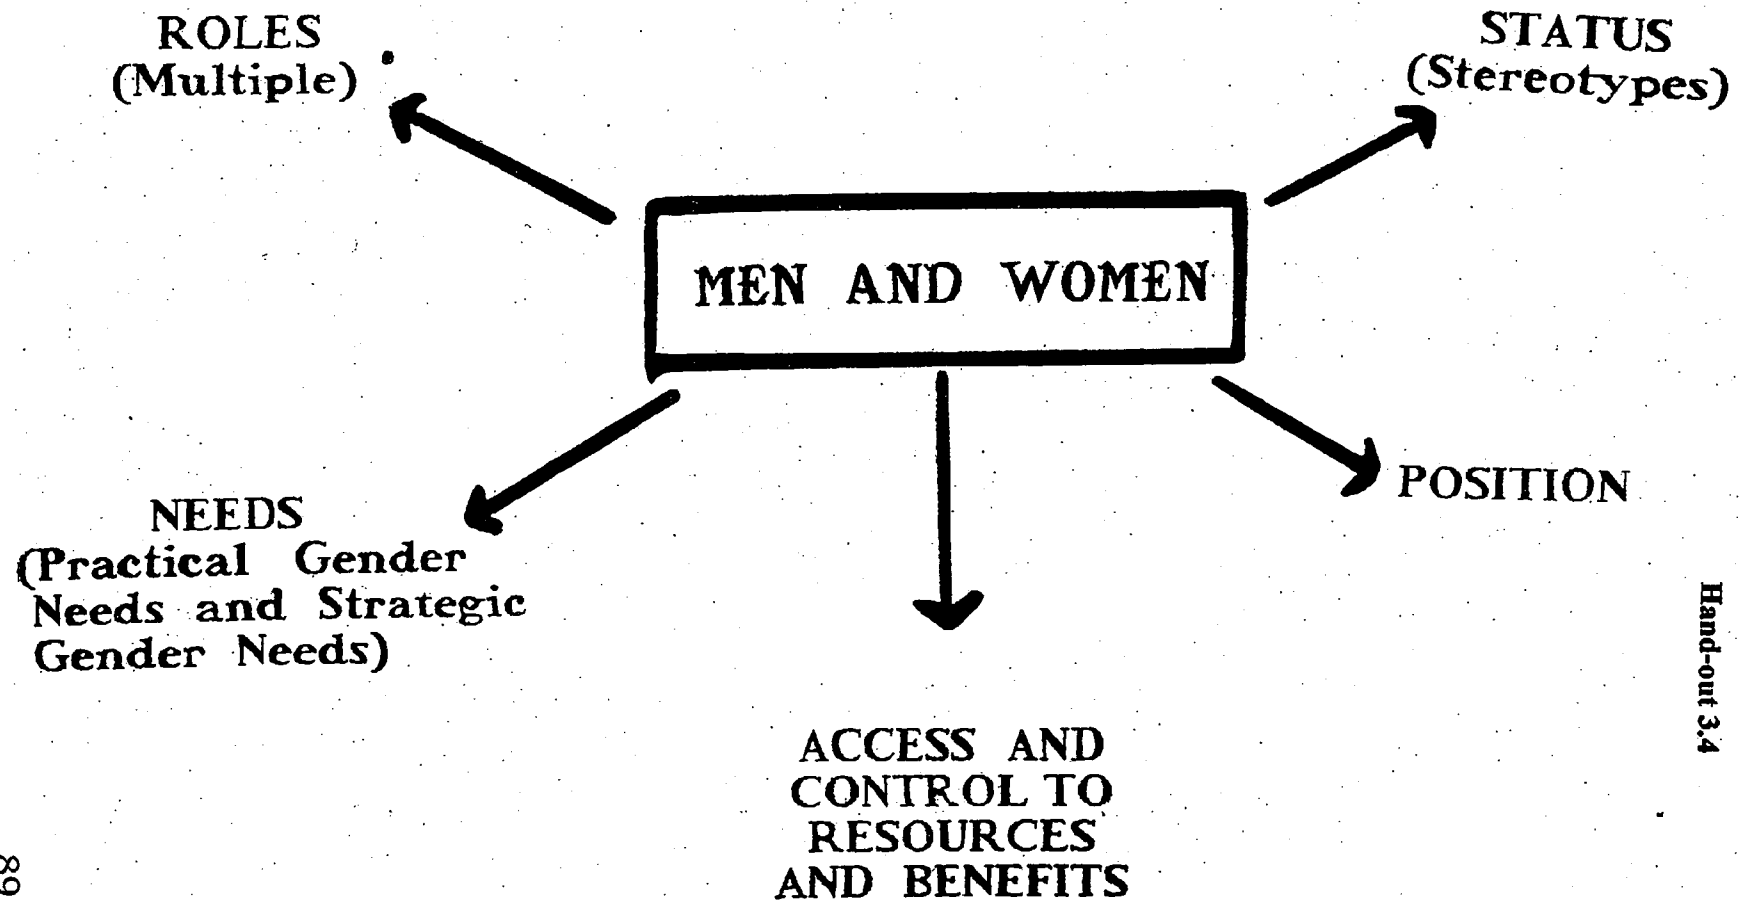 ROLES
(Multiple)
STATUS
(Stereotypes)
MEN AND WOMEN
NEEDS
(Practical Gender
Needs and Strategic
Gender Needs)
POSITION
ACCESS AND
CONTROL TO
RESOURCES
AND BENEFITS
Hand-out 3.4
89